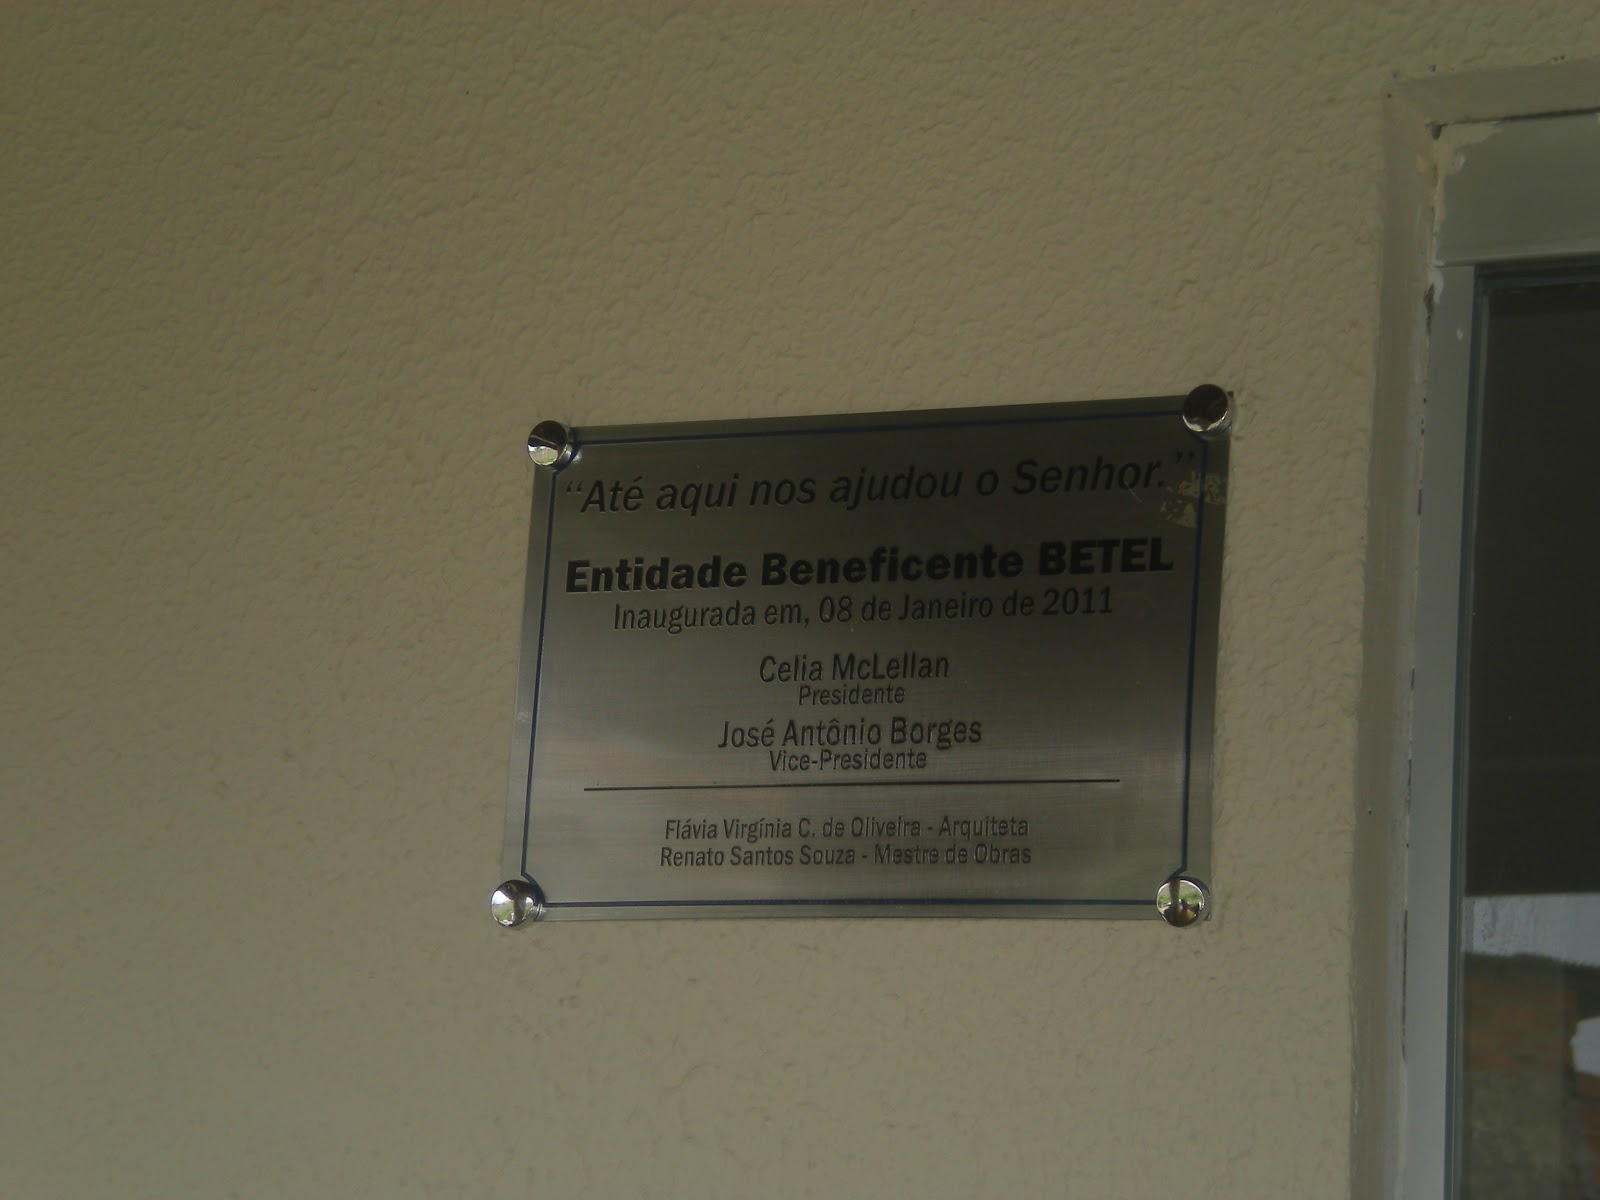 “Até aqui nos ajudou o Senhor.”
Entidade Beneficente BETEL
Inaugurada em, 08 de Janeiro de 2011
Celia McLellan
Presidente
José Antônio Borges
Vice-Presidente
Flávia Virgínia C. de Oliveira - Arquiteta
Renato Santos Souza - Mestre de Obras